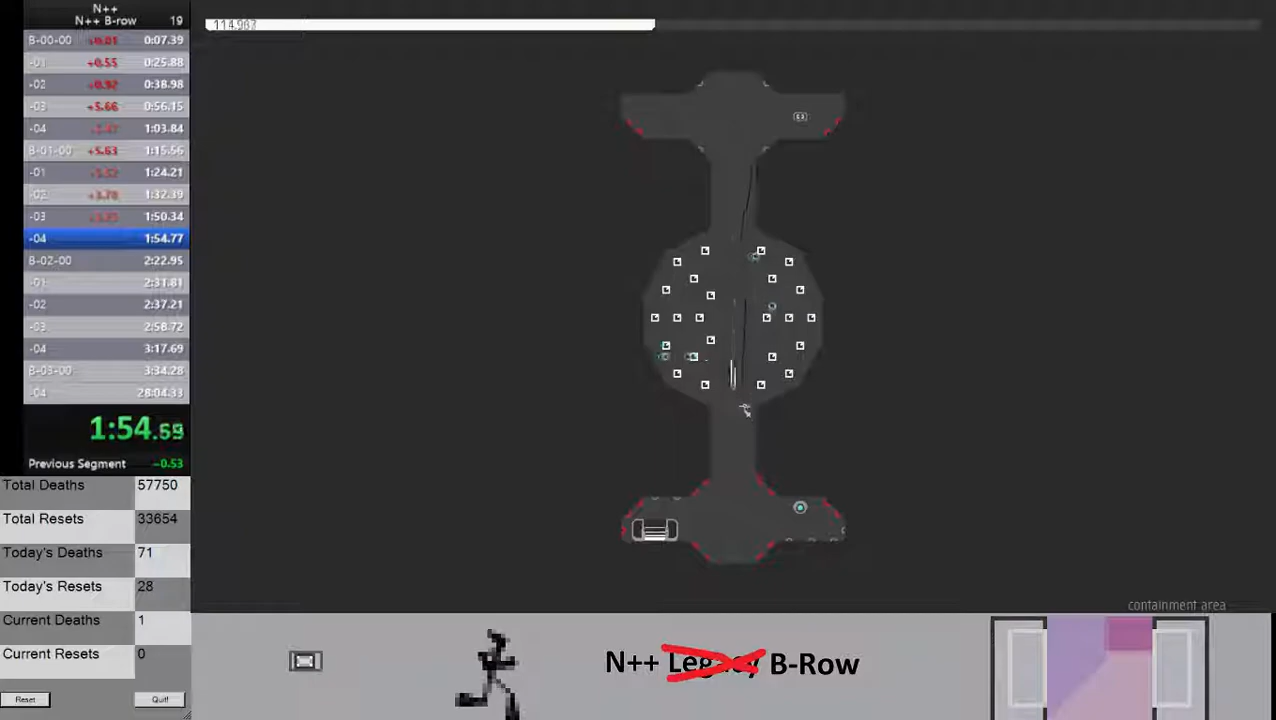 N++
N++ B-row 19
B-00-00 0:07.39
-01 +0.55 0:25.88
-02 +0.92 0:38.98
-03 +5.66 0:56.15
-04 1:03.84
B-01-00 +5.63 1:15.56
-01 1:24.21
-02 +3.78 1:32.39
-03 1:50.34
-04 1:54.77
B-02-00 2:22.95
-01 2:31.81
-02 2:37.21
-03 2:58.72
-04 3:17.69
B-03-00 3:34.28
-04 28:04.33
Previous Segment -0.53
Total Deaths 57750
Total Resets 33654
Today's Deaths 71
Today's Resets 28
Current Deaths 1
Current Resets 0
Reset Quit!
containment area
N++ Legacy B-Row